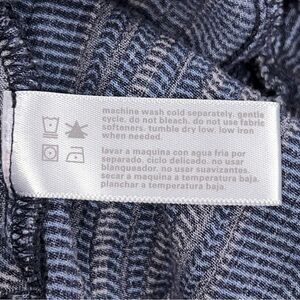 machine wash cold separately. gentle
cycle. do not bleach. do not use fabric
softeners. tumble dry low. low iron
when needed.
lavar a maquina con agua fria por
separado. ciclo delicado. no usar
blanqueador. no usar suavizantes.
secar a maquina a temperatura baja.
planchar a temperatura baja.